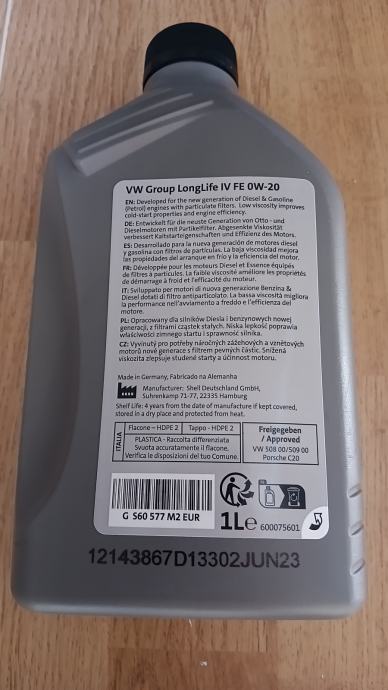 VW Group LongLife IV FE 0W-20
EN: Developed for the new generation of Diesel & Gasoline
(Petrol) engines with particulate filters. Low viscosity improves
cold-start properties and engine efficiency.
DE: Entwickelt für die neuste Generation von Otto - und
Dieselmotoren mit Partikelfilter. Abgesenkte Viskosität
verbessert Kaltstarteigenschaften und Effizienz des Motors.
ES: Desarrollado para la nueva generación de motores diesel
y gasolina con filtros de partículas. La baja viscosidad mejora
las propiedades del arranque en frío y la eficiencia del motor.
FR: Développée pour les moteurs Diesel et Essence équipés
de filtres à particules. La faible viscosité améliore les propriétés
de démarrage à froid et l'efficacité du moteur.
IT: Sviluppato per motori di nuova generazione Benzina &
Diesel dotati di filtro antiparticolato. La bassa viscosità migliora
la performance nell'avviamento a freddo e l'efficienza del
motore.
PL: Opracowany dla silników Diesla i benzynowych nowej
generacji, z filtrami cząstek stałych. Niska lepkość poprawia
właściwości zimnego startu i sprawność silnika.
CZ: Vyvinutý pro potřeby náročných zážehových a vznětových
motorů nové generace s filtrem pevných částic. Snížená
viskozita zlepšuje studené starty a účinnost motoru.
Made in Germany, Fabricado na Alemanha
Manufacturer: Shell Deutschland GmbH,
Suhrenkamp 71-77, 22335 Hamburg
Shelf Life: 4 years from the date of manufacture if kept covered,
stored in a dry place and protected from heat.
ITALIA
Flacone - HDPE 2 Tappo - HDPE 2
PLASTICA - Raccolta differenziata
Svuota accuratamente il flacone.
Verifica le disposizioni del tuo Comune.
Freigegeben
/ Approved
VW 508 00/509 00
Porsche C20
G S60 577 M2 EUR
1L e 600075601
12143867D13302JUN23